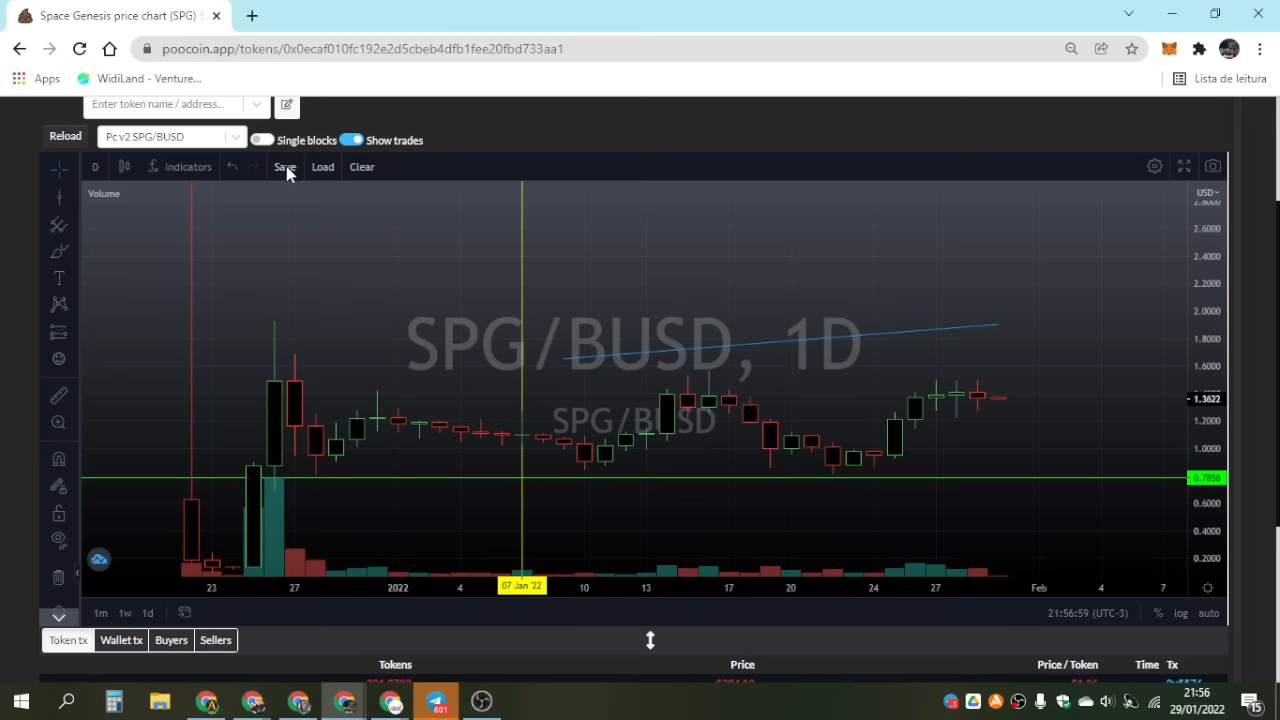 Space Genesis price chart (SPG) S
poocoin.app/tokens/0x0ecaf010fc192e2d5cbeb4dfb1fee20fbd733aa1
Apps WidiLand - Venture... Lista de leitura
Enter token name / address...
Reload Pc v2 SPG/BUSD Single blocks Show trades
D Indicators Save Load Clear
Volume USD
2.8000
2.6000
2.4000
2.2000
2.0000
1.8000
1.6000
1.3622
1.2000
1.0000
0.7858
0.6000
0.4000
0.2000
SPG/BUSD, 1D
SPG/BUSD
23 27 2022 4 07 Jan '22 10 13 17 20 24 27 Feb 4 7
1m 1w 1d 21:56:59 (UTC-3) % log auto
Token tx Wallet tx Buyers Sellers
Tokens Price Price / Token Time Tx
601
21:56
29/01/2022
15